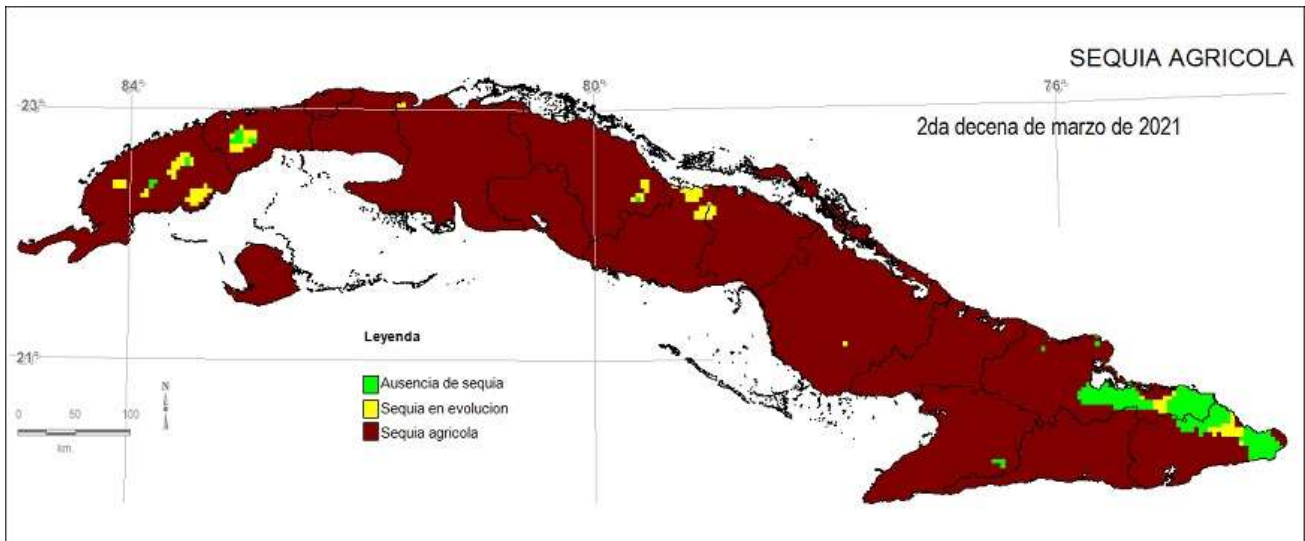 SEQUIA AGRICOLA
84°
80°
76°
23°
2da decena de marzo de 2021
Leyenda
21°
Ausencia de sequia
N
Sequia en evolucion
0 50 100
Sequia agricola
km.